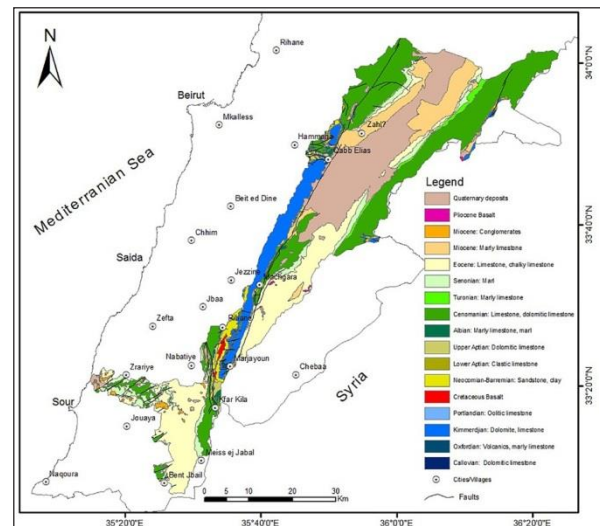 N
Rihane
Beirut
Mkalless
Hammana
Zahl7
Qabb Elias
Mediterranean Sea
Beit ed Dine
Chhim
Saida
Jezzine
Machgara
Jbaa
Zefta
Rihane
Nabatiye
Marjayoun
Chebaa
Zrariye
Kfar Kila
Syria
Sour
Jouaya
Meiss ej Jabal
Naqoura
Bent Jbail
Legend
Quaternary deposits
Pliocene Basalt
Miocene: Conglomerates
Miocene: Marly limestone
Eocene: Limestone, chalky limestone
Senonian: Marl
Turonian: Marly limestone
Cenomanian: Limestone, dolomitic limestone
Albian: Marly limestone, marl
Upper Aptian: Dolomitic limestone
Lower Aptian: Clastic limestone
Neocomian-Barremian: Sandstone, clay
Cretaceous Basalt
Portlandian: Oolitic limestone
Kimmerdjian: Dolomite, limestone
Oxfordian: Volcanics, marly limestone
Callovian: Dolomitic limestone
Cities/Villages
Faults
0 5 10 20 30
Km
34°0'0"N
33°40'0"N
33°20'0"N
35°20'0"E 35°40'0"E 36°0'0"E 36°20'0"E